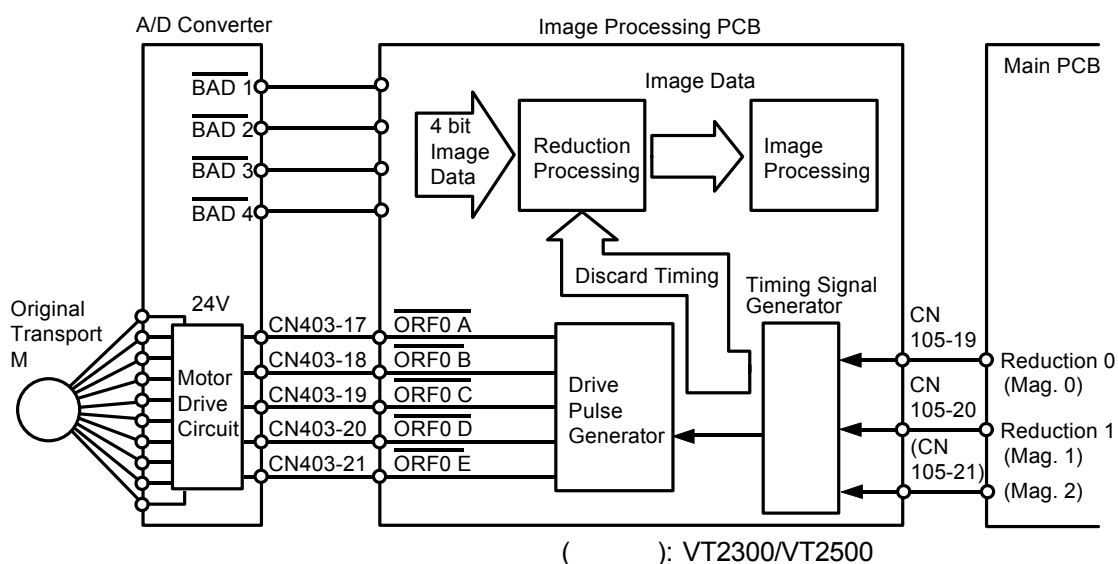 A/D Converter
Image Processing PCB
Main PCB
BAD 1
BAD 2
BAD 3
BAD 4
4 bit
Image
Data
Reduction
Processing
Image Data
Image
Processing
Discard Timing
Timing Signal
Generator
Original
Transport
M
24V
Motor
Drive
Circuit
CN403-17
CN403-18
CN403-19
CN403-20
CN403-21
ORF0 A
ORF0 B
ORF0 C
ORF0 D
ORF0 E
Drive
Pulse
Generator
CN
105-19
CN
105-20
(CN
105-21)
Reduction 0
(Mag. 0)
Reduction 1
(Mag. 1)
(Mag. 2)
( ): VT2300/VT2500